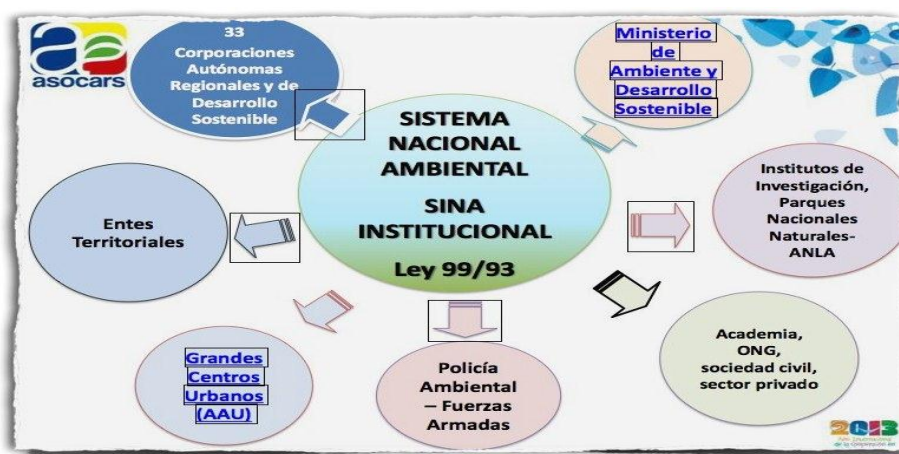 asocars
33
Corporaciones
Autónomas
Regionales y de
Desarrollo
Sostenible
Ministerio
de
Ambiente y
Desarrollo
Sostenible
SISTEMA
NACIONAL
AMBIENTAL
SINA
INSTITUCIONAL
Ley 99/93
Entes
Territoriales
Institutos de
Investigación,
Parques
Nacionales
Naturales-
ANLA
Grandes
Centros
Urbanos
(AAU)
Policía
Ambiental
– Fuerzas
Armadas
Academia,
ONG,
sociedad civil,
sector privado
2013